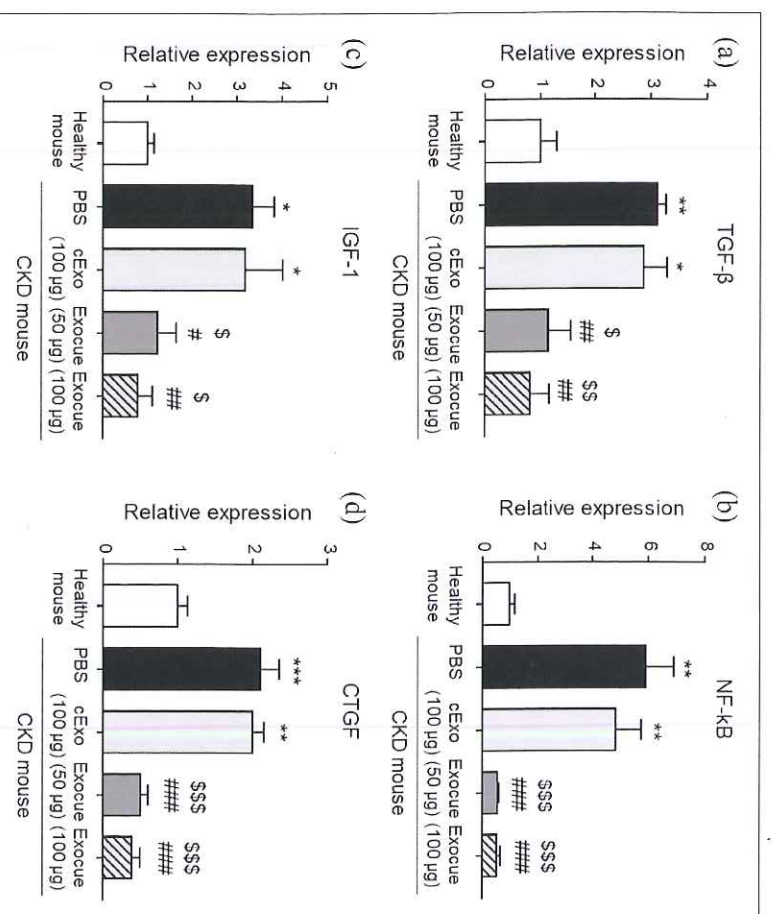 (a)
TGF-β
Relative expression
4
3
2
1
0
**
*
$
##
$$
##
Healthy mouse
PBS
cExo (100 µg)
Exocue (50 µg)
Exocue (100 µg)
CKD mouse
(b)
NF-kB
Relative expression
8
6
4
2
0
**
**
$$$
###
$$$
###
Healthy mouse
PBS
cExo (100 µg)
Exocue (50 µg)
Exocue (100 µg)
CKD mouse
(c)
IGF-1
Relative expression
5
4
3
2
1
0
*
*
$
#
$
##
Healthy mouse
PBS
cExo (100 µg)
Exocue (50 µg)
Exocue (100 µg)
CKD mouse
(d)
CTGF
Relative expression
3
2
1
0
***
**
$$$
###
$$$
###
Healthy mouse
PBS
cExo (100 µg)
Exocue (50 µg)
Exocue (100 µg)
CKD mouse